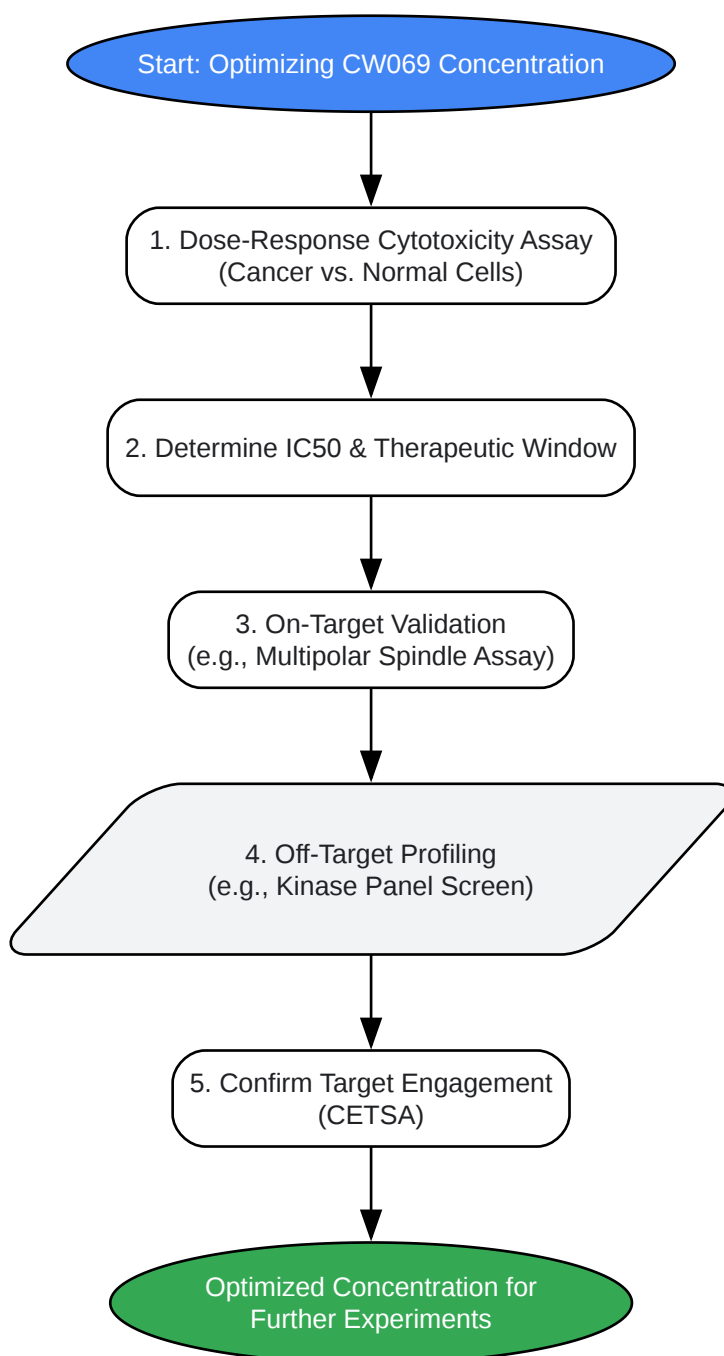 Start: Optimizing CW069 Concentration
1. Dose-Response Cytotoxicity Assay
(Cancer vs. Normal Cells)
2. Determine IC50 & Therapeutic Window
3. On-Target Validation
(e.g., Multipolar Spindle Assay)
4. Off-Target Profiling
(e.g., Kinase Panel Screen)
5. Confirm Target Engagement
(CETSA)
Optimized Concentration for
Further Experiments